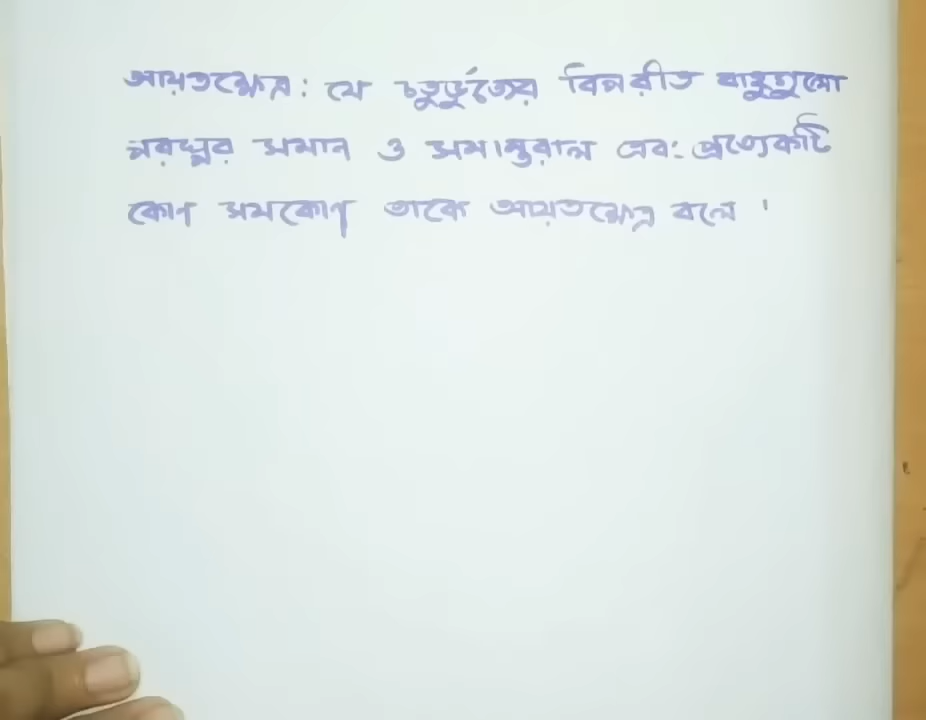 আয়তক্ষেত্র: যে চতুর্ভুজের বিপরীত বাহুগুলো
পরস্পর সমান ও সমান্তরাল এবং প্রত্যেকটি
কোণ সমকোণ তাকে আয়তক্ষেত্র বলে ।